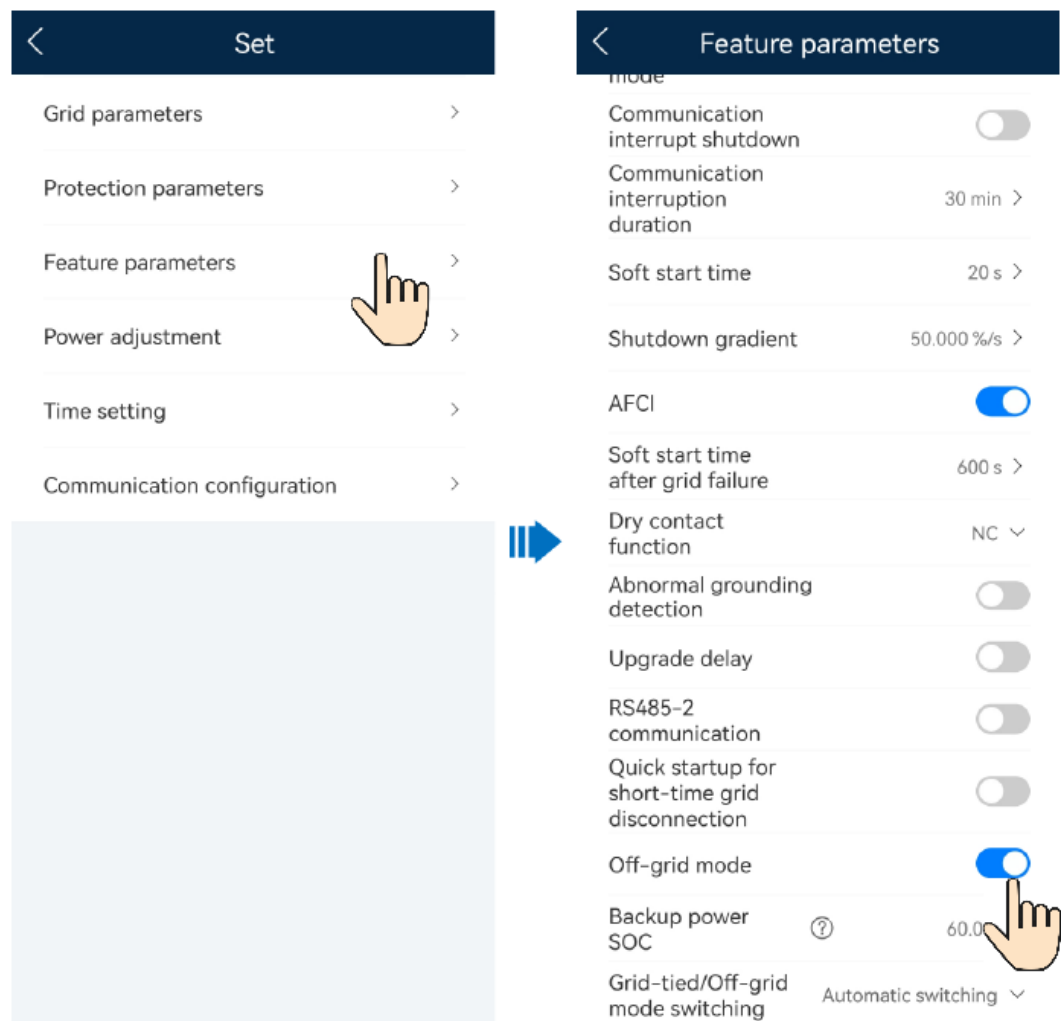 Set
Grid parameters
Protection parameters
Feature parameters
Power adjustment
Time setting
Communication configuration
Feature parameters
mode
Communication
interrupt shutdown
Communication
interruption
duration
30 min
Soft start time
20 s
Shutdown gradient
50.000 %/s
AFCI
Soft start time
after grid failure
600 s
Dry contact
function
NC
Abnormal grounding
detection
Upgrade delay
RS485-2
communication
Quick startup for
short-time grid
disconnection
Off-grid mode
Backup power
SOC
?
60.0
Grid-tied/Off-grid
mode switching
Automatic switching